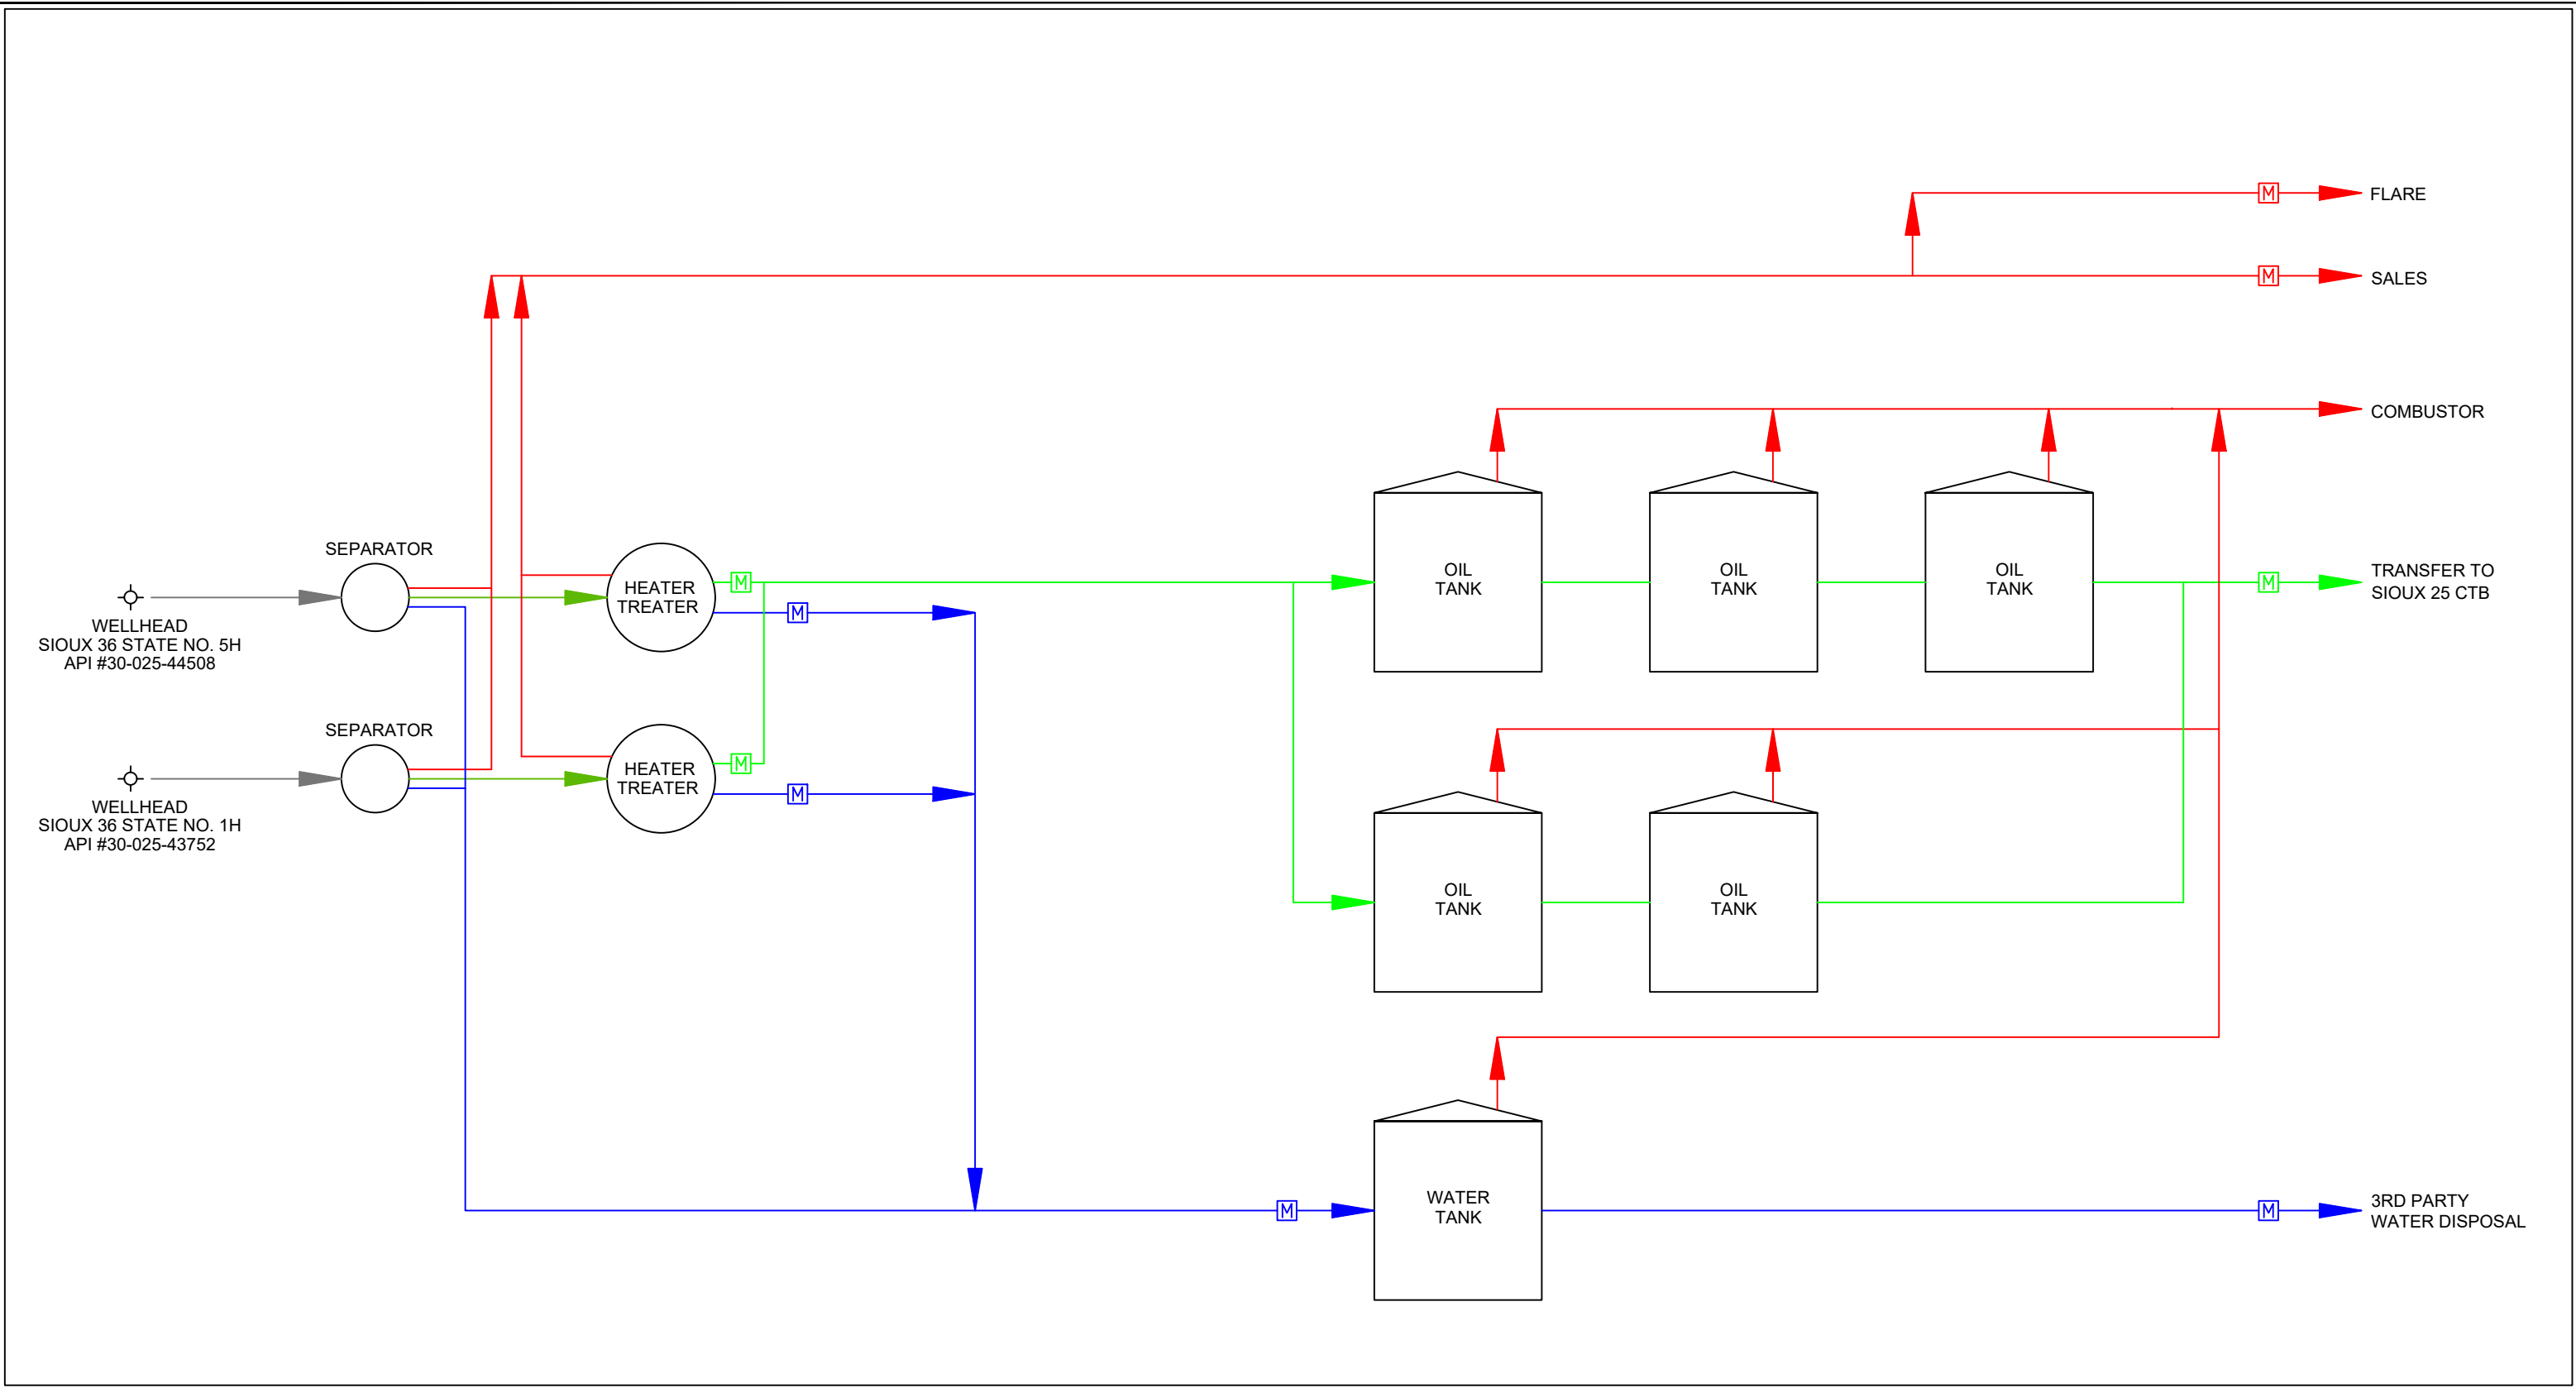 M
FLARE
M
SALES
COMBUSTOR
SEPARATOR
WELLHEAD
SIOUX 36 STATE NO. 5H
API #30-025-44508
HEATER
TREATER
M
M
OIL
TANK
OIL
TANK
OIL
TANK
M
TRANSFER TO
SIOUX 25 CTB
SEPARATOR
WELLHEAD
SIOUX 36 STATE NO. 1H
API #30-025-43752
HEATER
TREATER
M
M
OIL
TANK
OIL
TANK
M
WATER
TANK
M
3RD PARTY
WATER DISPOSAL